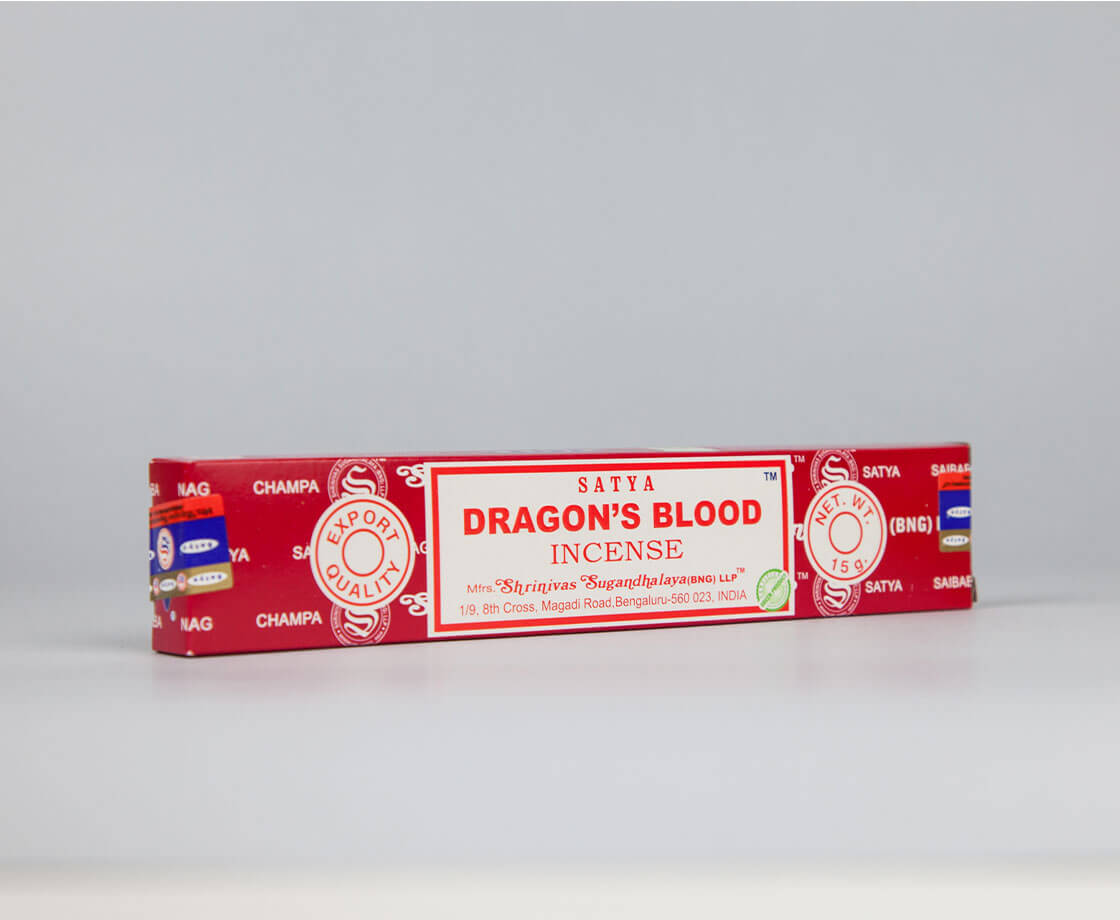 NAG
CHAMPA
EXPORT
QUALITY
NAG
CHAMPA
SATYA
TM
DRAGON'S BLOOD
INCENSE
Mfrs. Shrinivas Sugandhalaya(BNG) LLP™
1/9, 8th Cross, Magadi Road,Bengaluru-560 023, INDIA
TM
SATYA
NET. WT.
15 g.
(BNG)
TM
SATYA